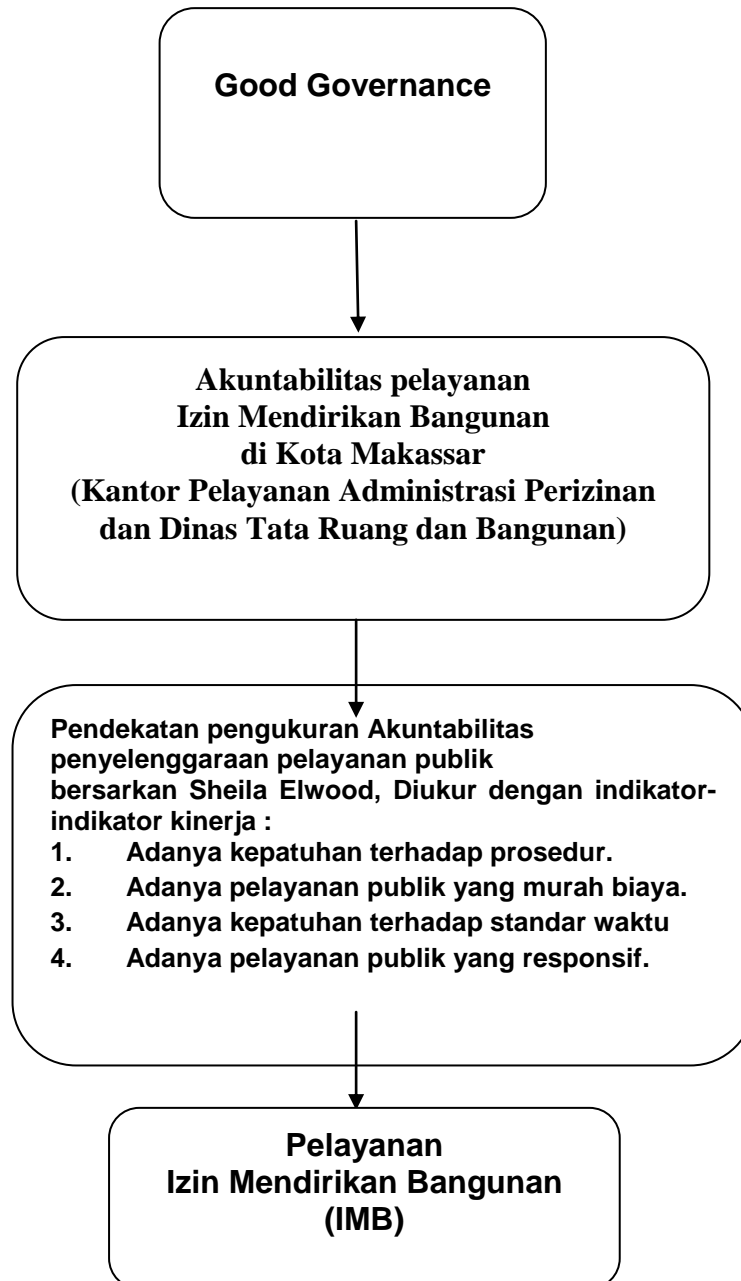 Good Governance
Akuntabilitas pelayanan
Izin Mendirikan Bangunan
di Kota Makassar
(Kantor Pelayanan Administrasi Perizinan
dan Dinas Tata Ruang dan Bangunan)
Pendekatan pengukuran Akuntabilitas
penyelenggaraan pelayanan publik
bersarkan Sheila Elwood, Diukur dengan indikator-
indikator kinerja :
1. Adanya kepatuhan terhadap prosedur.
2. Adanya pelayanan publik yang murah biaya.
3. Adanya kepatuhan terhadap standar waktu
4. Adanya pelayanan publik yang responsif.
Pelayanan
Izin Mendirikan Bangunan
(IMB)